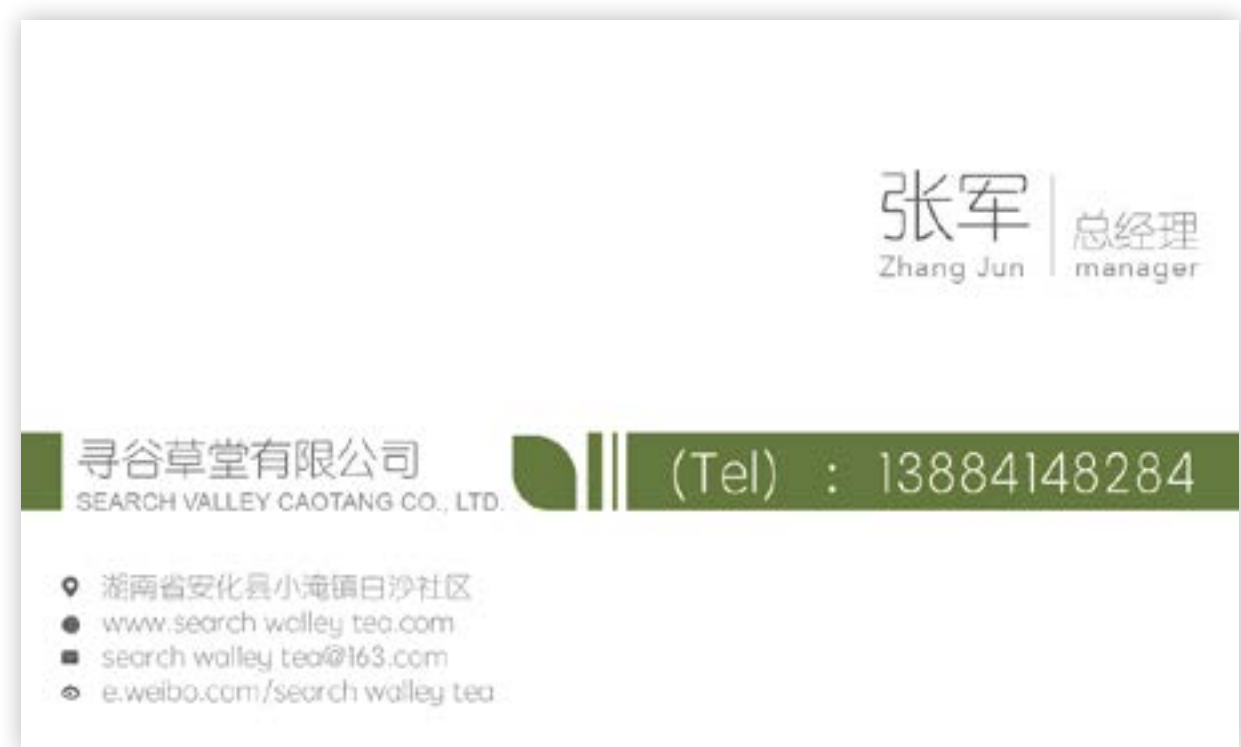 张军
Zhang Jun
总经理
manager
寻谷草堂有限公司
SEARCH VALLEY CAOTANG CO., LTD.
(Tel) : 13884148284
湖南省安化县小淹镇白沙社区
www.search walley tea.com
search walley tea@163.com
e.weibo.com/search walley tea